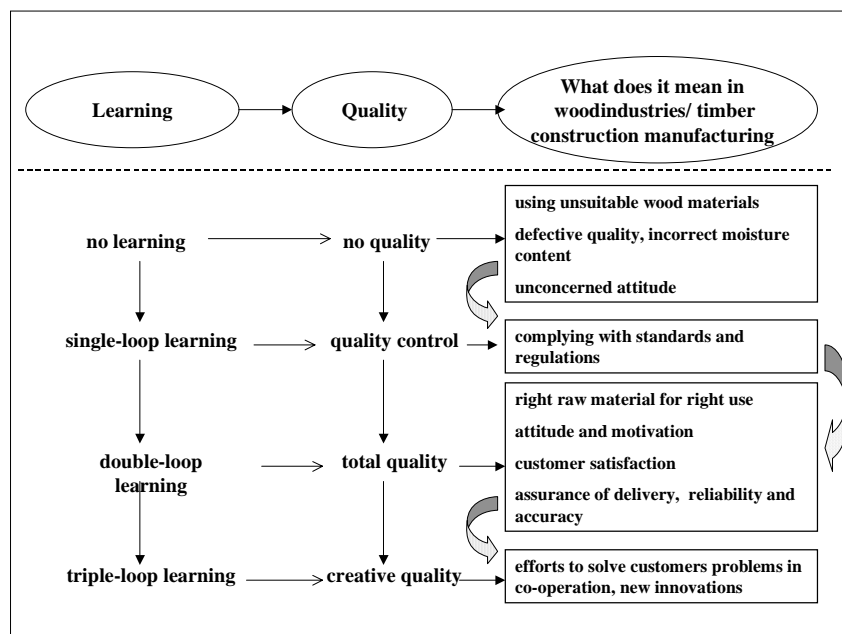 Learning
Quality
What does it mean in
woodindustries/ timber
construction manufacturing
no learning
no quality
using unsuitable wood materials
defective quality, incorrect moisture
content
unconcerned attitude
single-loop learning
quality control
complying with standards and
regulations
double-loop
learning
total quality
right raw material for right use
attitude and motivation
customer satisfaction
assurance of delivery, reliability and
accuracy
triple-loop learning
creative quality
efforts to solve customers problems in
co-operation, new innovations